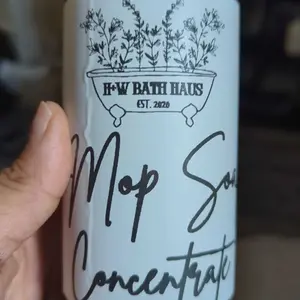 H+W BATH HAUS
EST. 2020
Mop
Concentrate